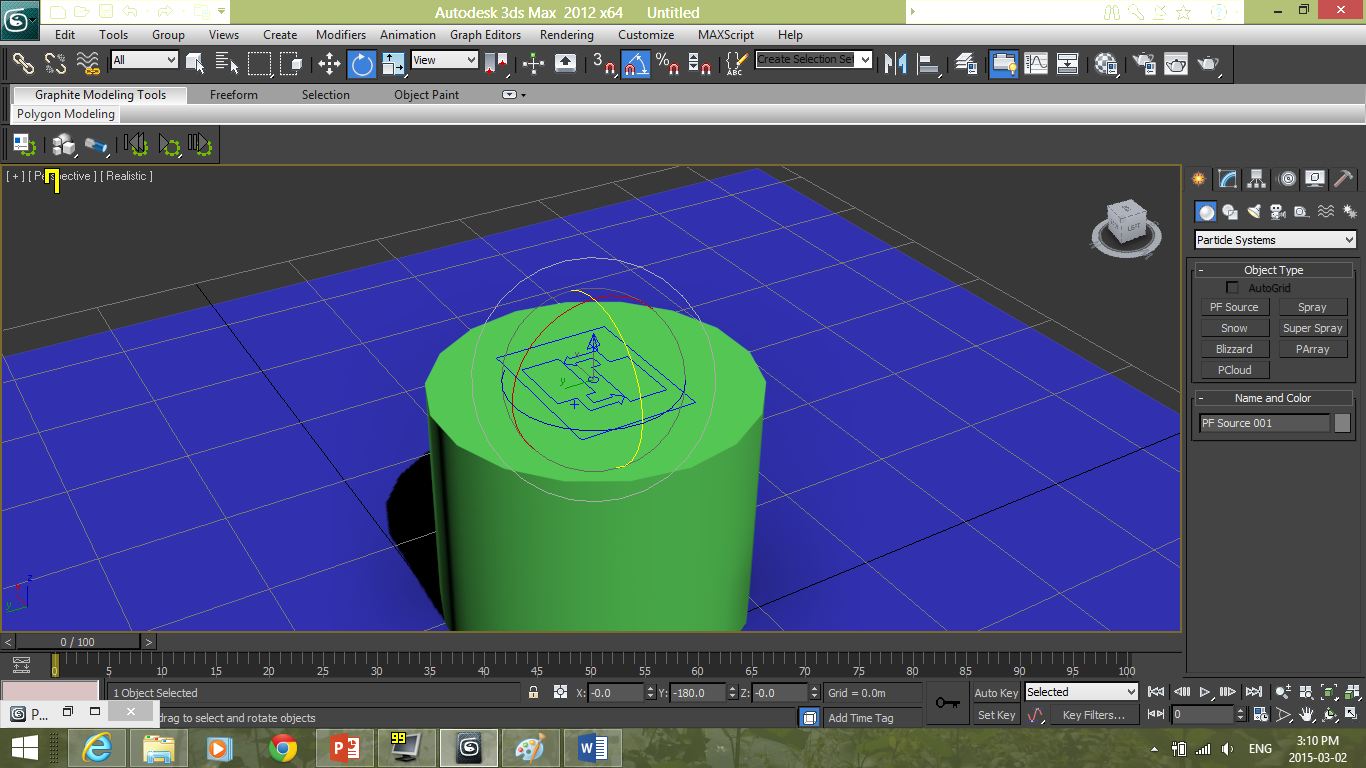 Autodesk 3ds Max 2012 x64 Untitled
Edit Tools Group Views Create Modifiers Animation Graph Editors Rendering Customize MAXScript Help
All View 3 % ABC Create Selection Set
Graphite Modeling Tools Freeform Selection Object Paint
Polygon Modeling
[ + ] [ Perspective ] [ Realistic ]
Particle Systems
- Object Type
AutoGrid
PF Source Spray
Snow Super Spray
Blizzard PArray
PCloud
- Name and Color
PF Source 001
LEFT
x
y
z
y
< 0 / 100 >
0 5 10 15 20 25 30 35 40 45 50 55 60 65 70 75 80 85 90 95 100
1 Object Selected X: -0.0 Y: -180.0 Z: -0.0 Grid = 0.0m Auto Key Selected
P... drag to select and rotate objects Add Time Tag Set Key Key Filters... 0
99
ENG 3:10 PM
2015-03-02